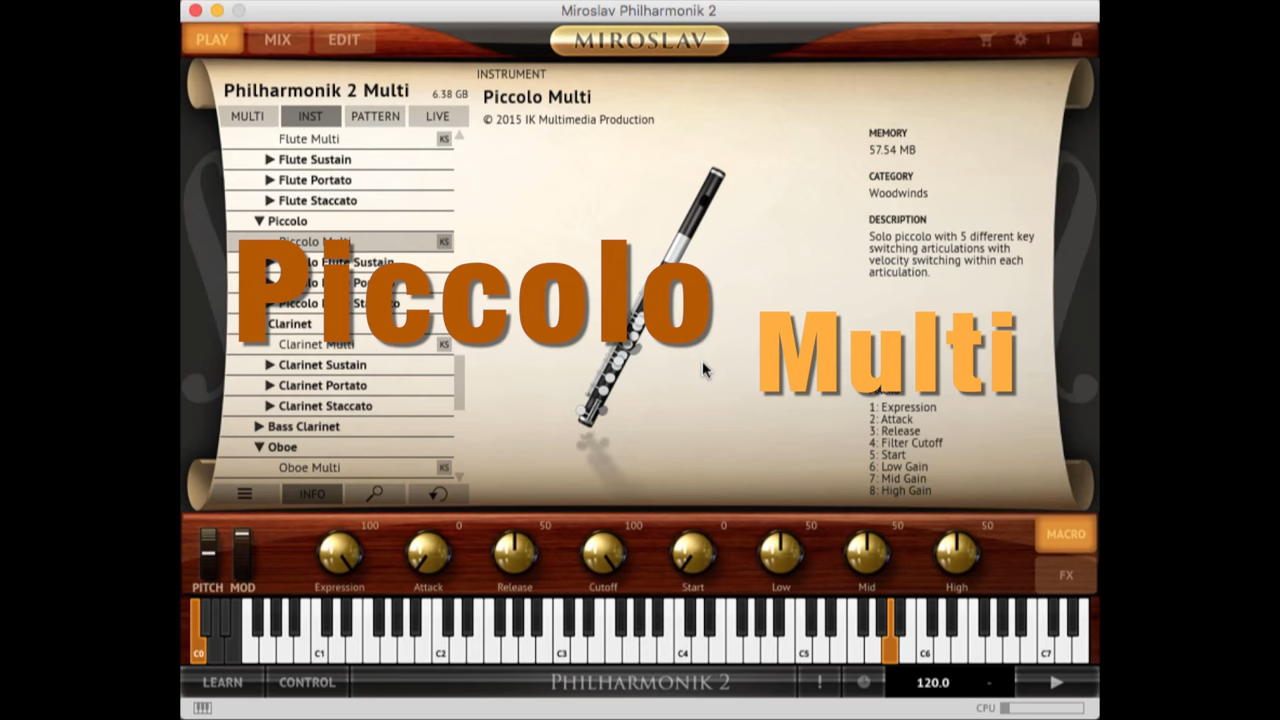 Miroslav Philharmonik 2
PLAY MIX EDIT
MIROSLAV
Philharmonik 2 Multi 6.38 GB
MULTI INST PATTERN LIVE
Flute Multi KS
Flute Sustain
Flute Portato
Flute Staccato
Piccolo
Piccolo Multi KS
Clarinet
Clarinet Multi KS
Clarinet Sustain
Clarinet Portato
Clarinet Staccato
Bass Clarinet
Oboe
Oboe Multi KS
INFO
INSTRUMENT
Piccolo Multi
© 2015 IK Multimedia Production
MEMORY
57.54 MB
CATEGORY
Woodwinds
DESCRIPTION
Solo piccolo with 5 different key
switching articulations with
velocity switching within each
articulation.
Piccolo
Multi
1: Expression
2: Attack
3: Release
4: Filter Cutoff
5: Start
6: Low Gain
7: Mid Gain
8: High Gain
100 0 50 100 0 50 50 50
PITCH MOD Expression Attack Release Cutoff Start Low Mid High
MACRO
FX
C0 C1 C2 C3 C4 C5 C6 C7
LEARN CONTROL PHILHARMONIK 2 ! 120.0 -
CPU